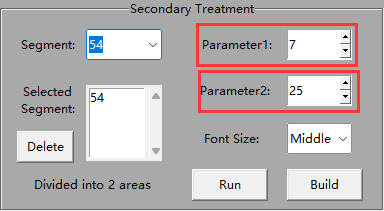 Secondary Treatment
Segment: 54
Parameter1: 7
Selected Segment: 54
Parameter2: 25
Delete
Font Size: Middle
Divided into 2 areas
Run
Build